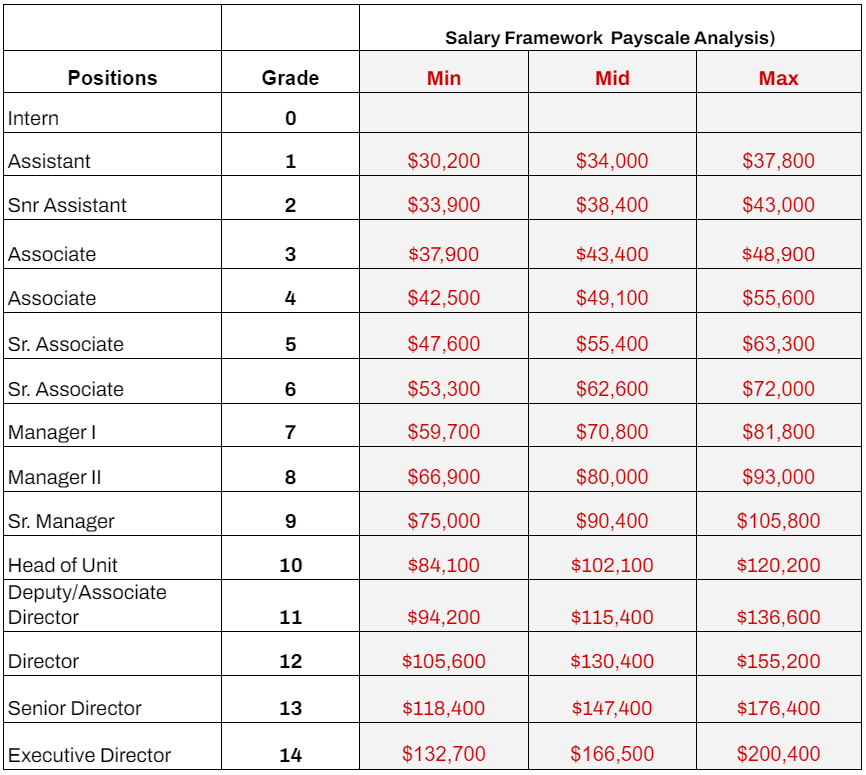 Salary Framework  Payscale Analysis)
Positions Grade Min Mid Max
Intern 0
Assistant 1 $30,200 $34,000 $37,800
Snr Assistant 2 $33,900 $38,400 $43,000
Associate 3 $37,900 $43,400 $48,900
Associate 4 $42,500 $49,100 $55,600
Sr. Associate 5 $47,600 $55,400 $63,300
Sr. Associate 6 $53,300 $62,600 $72,000
Manager I 7 $59,700 $70,800 $81,800
Manager II 8 $66,900 $80,000 $93,000
Sr. Manager 9 $75,000 $90,400 $105,800
Head of Unit 10 $84,100 $102,100 $120,200
Deputy/Associate
Director 11 $94,200 $115,400 $136,600
Director 12 $105,600 $130,400 $155,200
Senior Director 13 $118,400 $147,400 $176,400
Executive Director 14 $132,700 $166,500 $200,400